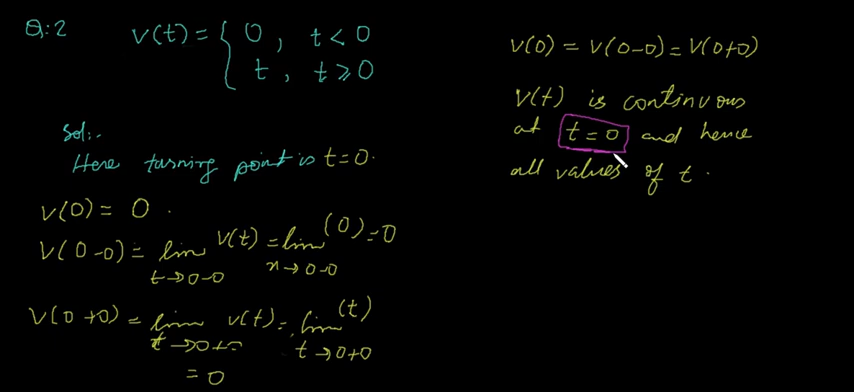 Q:2
V(t) = { 0 , t < 0
t , t ≥ 0
Sol:-
Here turning point is t=0.
V(0) = 0 .
V(0-0) = lim t→0-0 V(t) = lim x→0-0 (0) = 0
V(0+0) = lim t→0+0 V(t) = lim t→0+0 (t)
= 0
V(0) = V(0-0) = V(0+0)
V(t) is continuous
at t=0 and hence
all values of t .